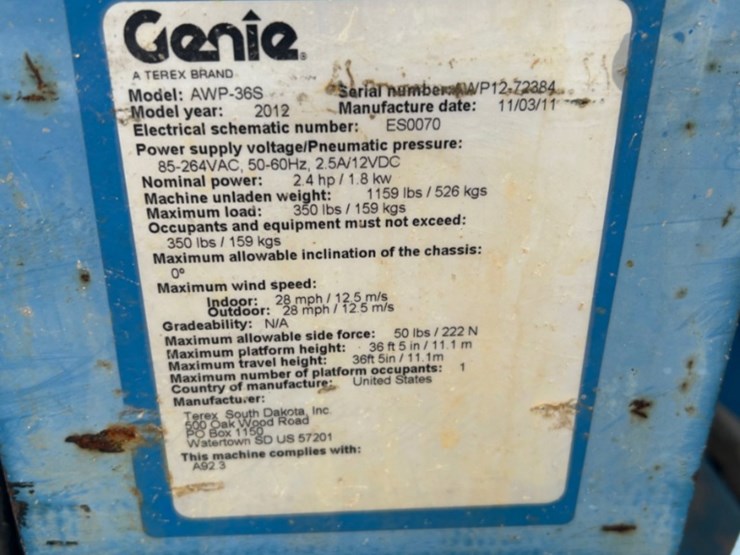 Genie
A TEREX BRAND
Model: AWP-36S Serial number: AWP12-72384
Model year: 2012 Manufacture date: 11/03/11
Electrical schematic number: ES0070
Power supply voltage/Pneumatic pressure:
85-264VAC, 50-60Hz, 2.5A/12VDC
Nominal power: 2.4 hp / 1.8 kw
Machine unladen weight: 1159 lbs / 526 kgs
Maximum load: 350 lbs / 159 kgs
Occupants and equipment must not exceed:
350 lbs / 159 kgs
Maximum allowable inclination of the chassis:
0°
Maximum wind speed:
Indoor: 28 mph / 12.5 m/s
Outdoor: 28 mph / 12.5 m/s
Gradeability: N/A
Maximum allowable side force: 50 lbs / 222 N
Maximum platform height: 36 ft 5 in / 11.1 m
Maximum travel height: 36ft 5in / 11.1m
Maximum number of platform occupants: 1
Country of manufacture: United States
Manufacturer:
Terex South Dakota, Inc.
500 Oak Wood Road
PO Box 1150
Watertown SD US 57201
This machine complies with:
A92.3